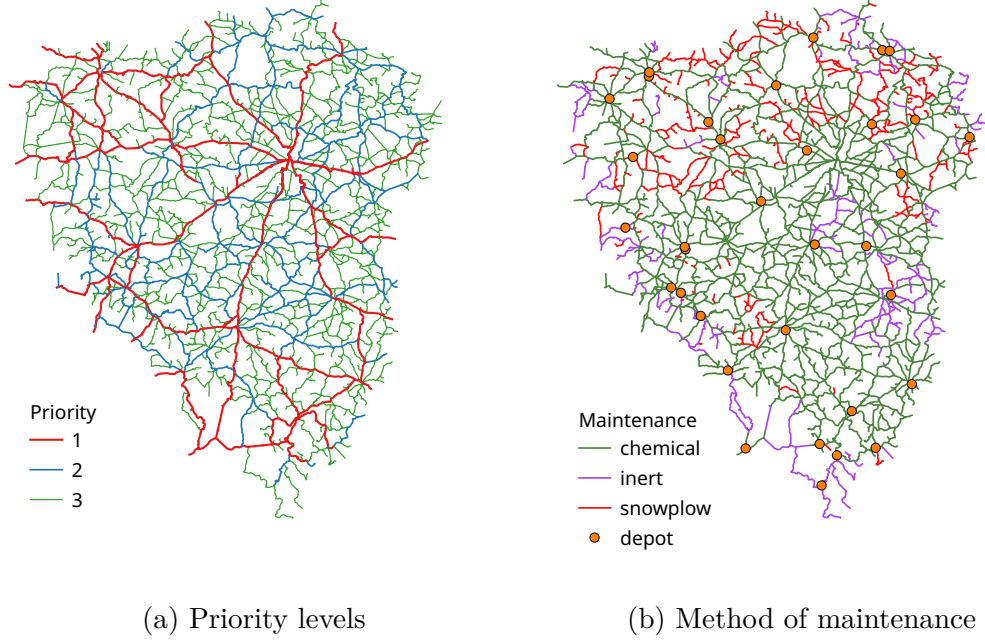 Priority
1
2
3
Maintenance
chemical
inert
snowplow
depot
(a) Priority levels
(b) Method of maintenance